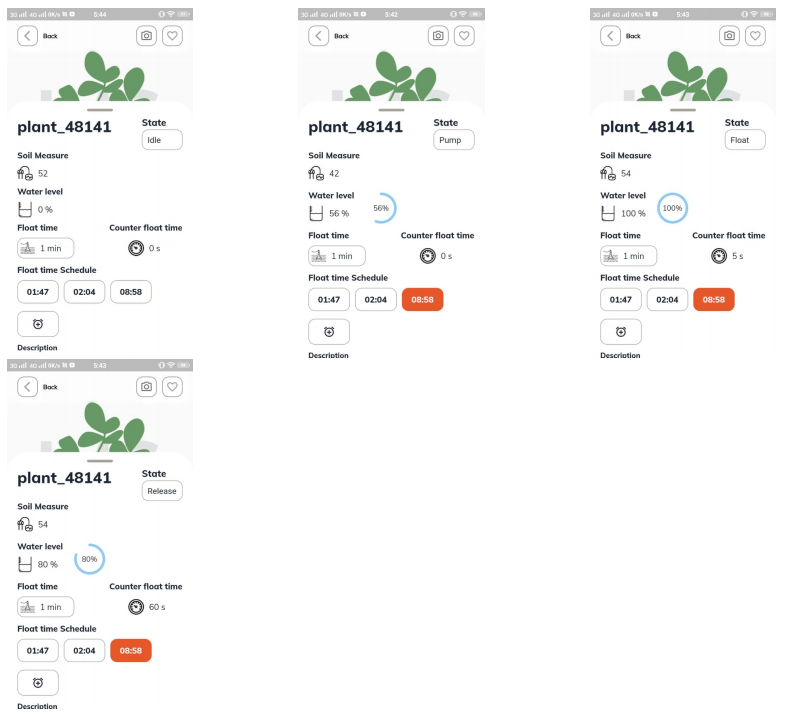 3G 4G 0K/s 5:44
Back
plant_48141
State
Idle
Soil Measure
52
Water level
0 %
Float time
Counter float time
1 min
0 s
Float time Schedule
01:47 02:04 08:58
Description
3G 4G 0K/s 5:42
Back
plant_48141
State
Pump
Soil Measure
42
Water level
56 %
56%
Float time
Counter float time
1 min
0 s
Float time Schedule
01:47 02:04 08:58
Description
3G 4G 0K/s 5:43
Back
plant_48141
State
Float
Soil Measure
54
Water level
100 %
100%
Float time
Counter float time
1 min
5 s
Float time Schedule
01:47 02:04 08:58
Description
3G 4G 0K/s 5:43
Back
plant_48141
State
Release
Soil Measure
54
Water level
80 %
80%
Float time
Counter float time
1 min
60 s
Float time Schedule
01:47 02:04 08:58
Description